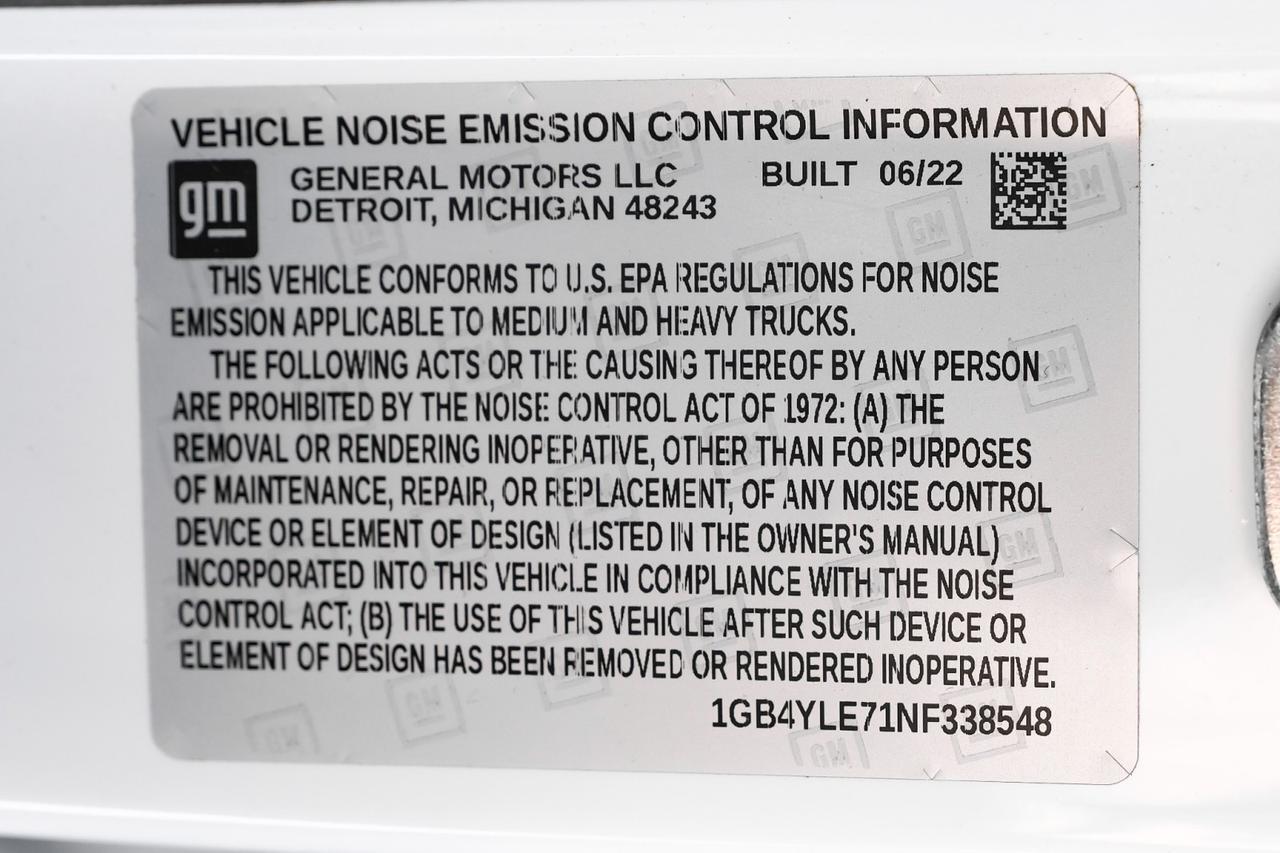 VEHICLE NOISE EMISSION CONTROL INFORMATION
gm
GENERAL MOTORS LLC BUILT 06/22
DETROIT, MICHIGAN 48243
THIS VEHICLE CONFORMS TO U.S. EPA REGULATIONS FOR NOISE
EMISSION APPLICABLE TO MEDIUM AND HEAVY TRUCKS.
THE FOLLOWING ACTS OR THE CAUSING THEREOF BY ANY PERSON
ARE PROHIBITED BY THE NOISE CONTROL ACT OF 1972: (A) THE
REMOVAL OR RENDERING INOPERATIVE, OTHER THAN FOR PURPOSES
OF MAINTENANCE, REPAIR, OR REPLACEMENT, OF ANY NOISE CONTROL
DEVICE OR ELEMENT OF DESIGN (LISTED IN THE OWNER'S MANUAL)
INCORPORATED INTO THIS VEHICLE IN COMPLIANCE WITH THE NOISE
CONTROL ACT; (B) THE USE OF THIS VEHICLE AFTER SUCH DEVICE OR
ELEMENT OF DESIGN HAS BEEN REMOVED OR RENDERED INOPERATIVE.
1GB4YLE71NF338548